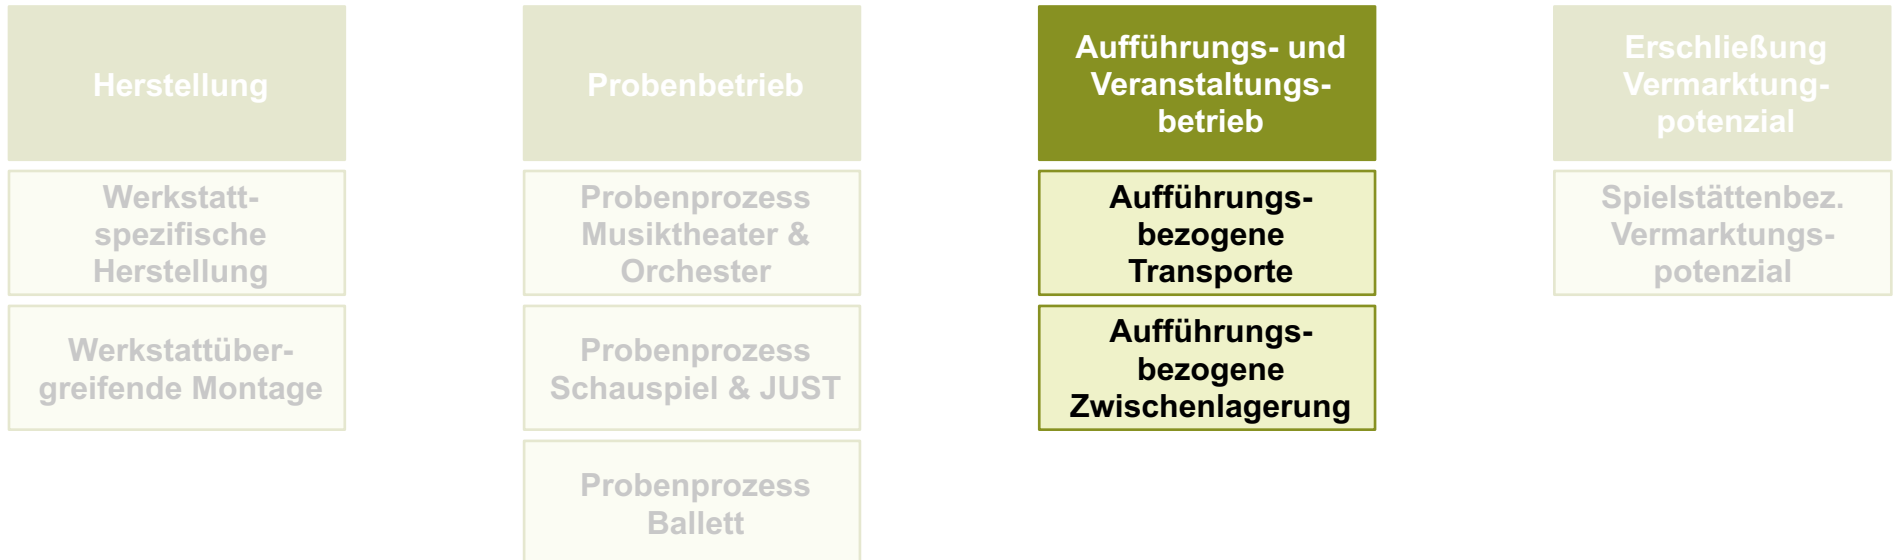 Herstellung
Werkstatt-
spezifische
Herstellung
Werkstattüber-
greifende Montage
Probenbetrieb
Probenprozess
Musiktheater &
Orchester
Probenprozess
Schauspiel & JUST
Probenprozess
Ballett
Aufführungs- und
Veranstaltungs-
betrieb
Aufführungs-
bezogene
Transporte
Aufführungs-
bezogene
Zwischenlagerung
Erschließung
Vermarktung-
potenzial
Spielstättenbez.
Vermarktungs-
potenzial